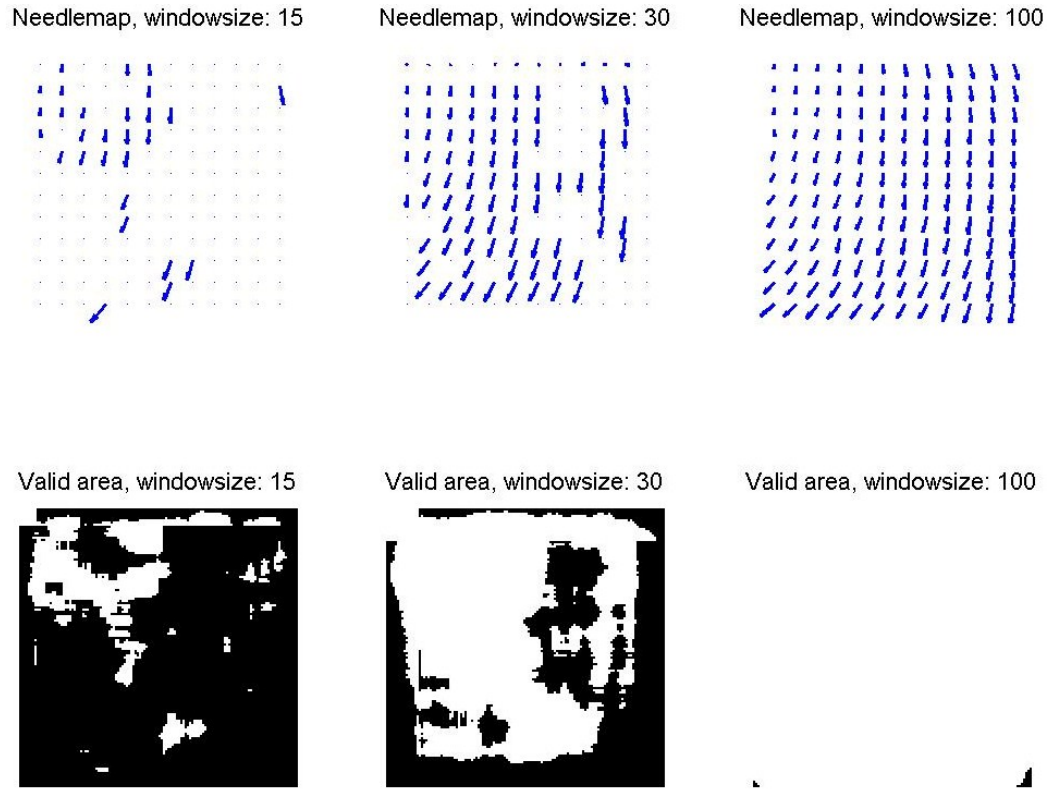 Needlemap, windowsize: 15
Needlemap, windowsize: 30
Needlemap, windowsize: 100
Valid area, windowsize: 15
Valid area, windowsize: 30
Valid area, windowsize: 100